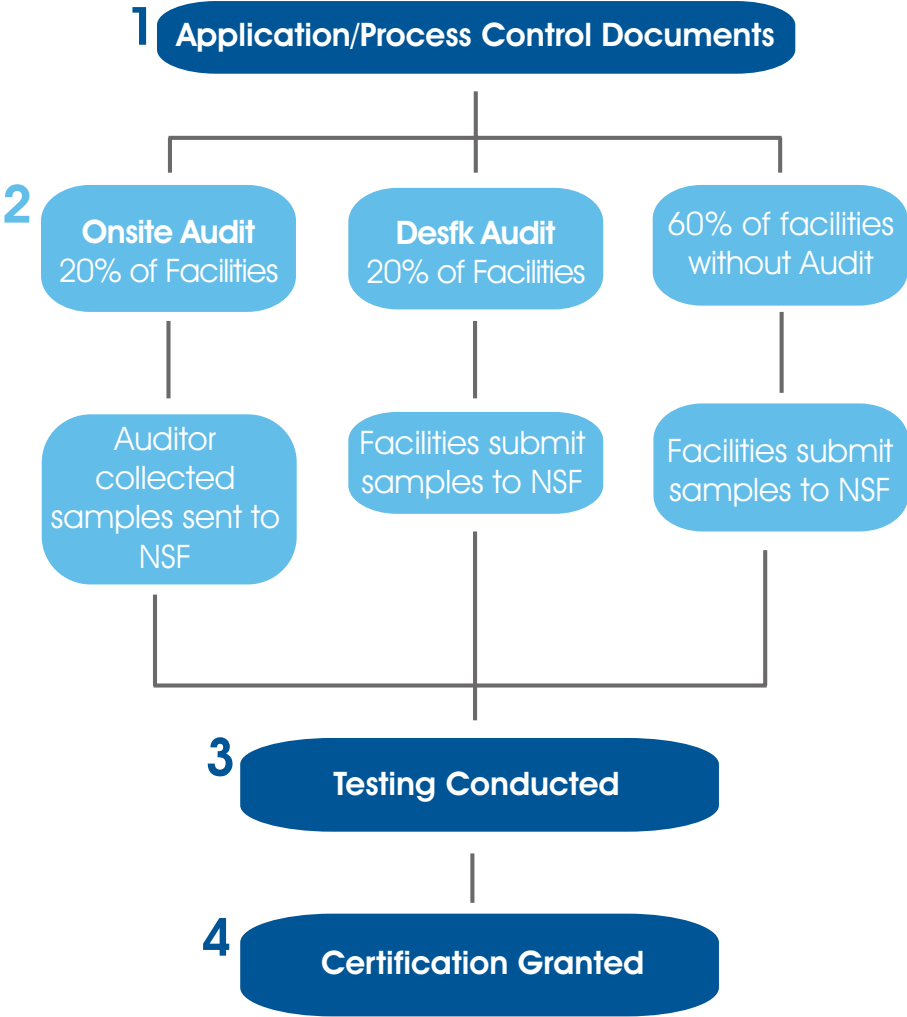 1
Application/Process Control Documents
2
Onsite Audit
20% of Facilities
Desfk Audit
20% of Facilities
60% of facilities
without Audit
Auditor
collected
samples sent to
NSF
Facilities submit
samples to NSF
Facilities submit
samples to NSF
3
Testing Conducted
4
Certification Granted